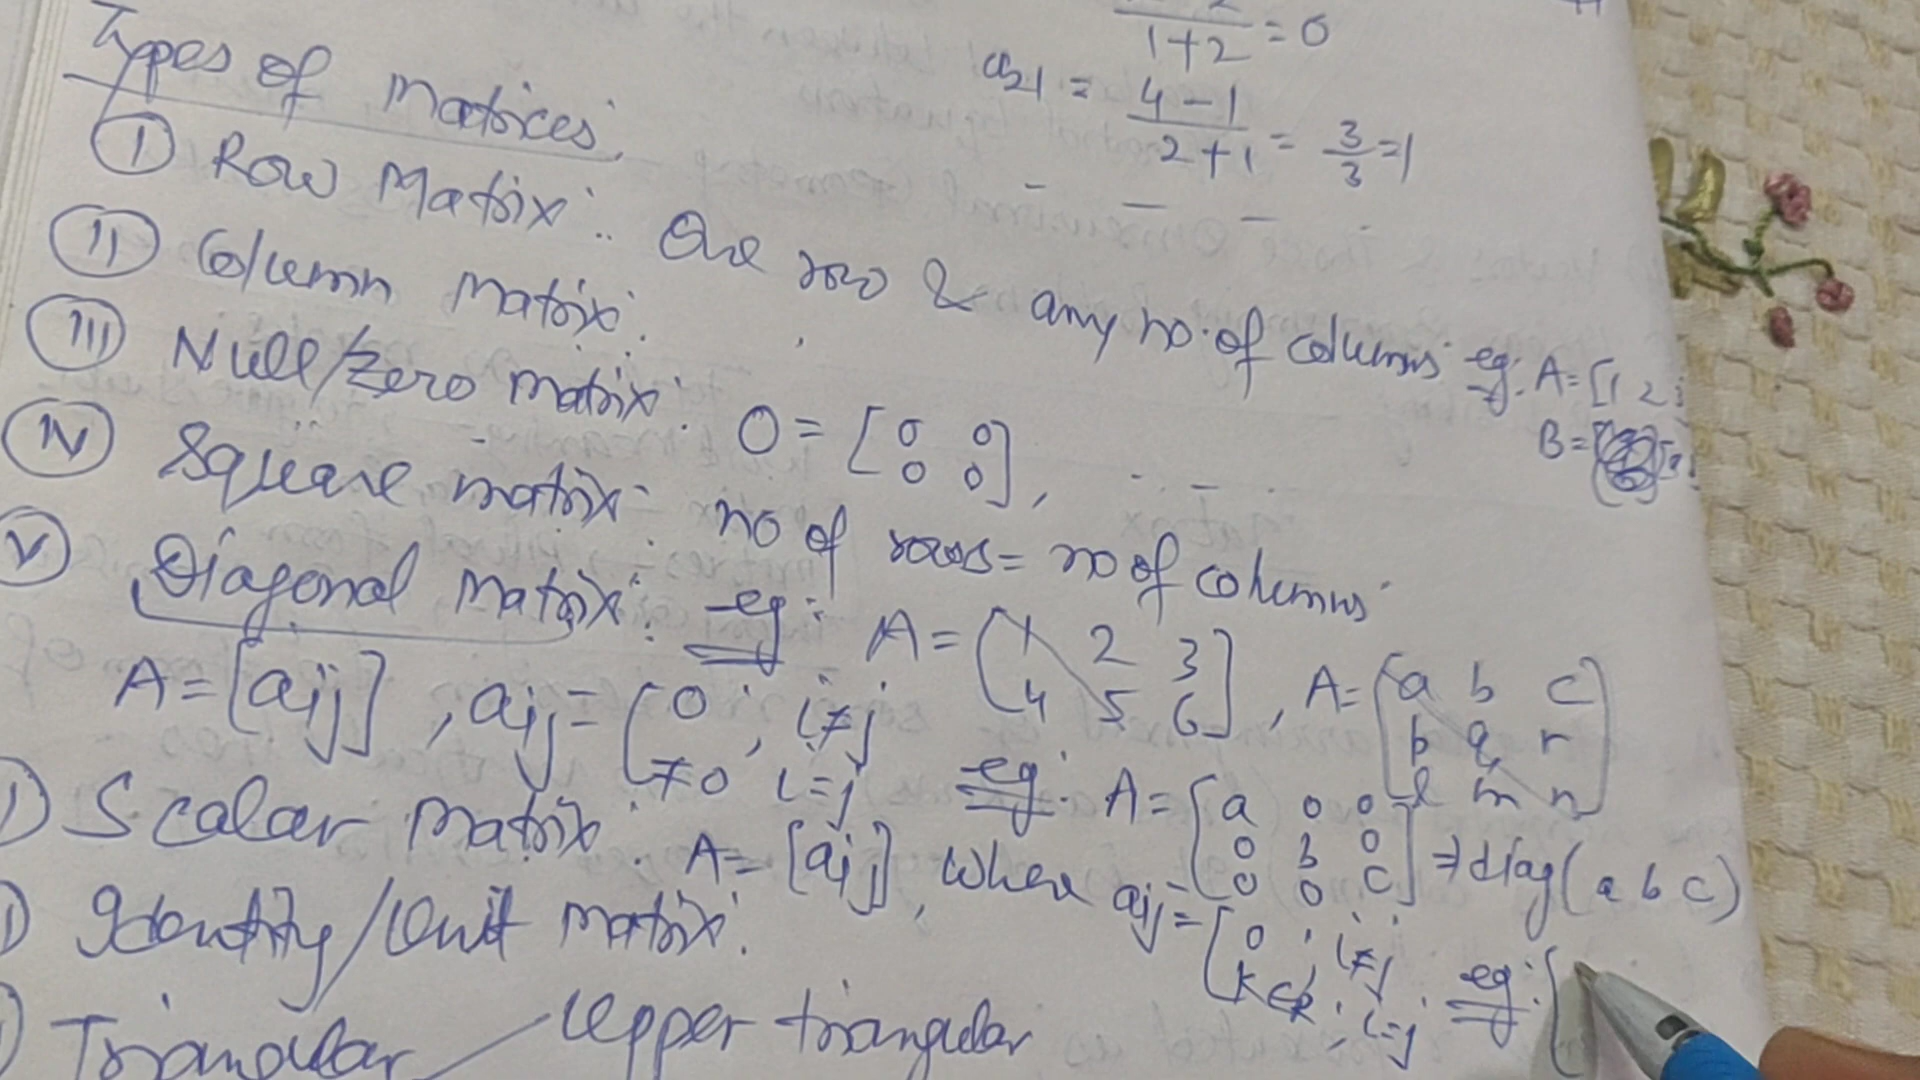 1+2 = 0
a21 = 4-1 / 2+1 = 3/3 = 1
Types of Matrices
I Row Matrix: One row & any no. of columns eg: A = [1 2
II Column matrix:
B = [
III Null/Zero matrix: O = [0 0
0 0],
IV Square matrix: no of rows = no of columns
V Diagonal Matrix: eg: A = [1 2 3
4 5 6], A = [a b c
p q r
l m n]
A = [aij], aij = [0, i≠j
≠0 i=j eg: A = [a 0 0
0 b 0
0 0 c] ⇒ diag(a b c)
Scalar Matrix: A = [aij], where aij = [0, i≠j
k, i=j. eg: [
Identity/Unit matrix:
Triangular Upper triangular